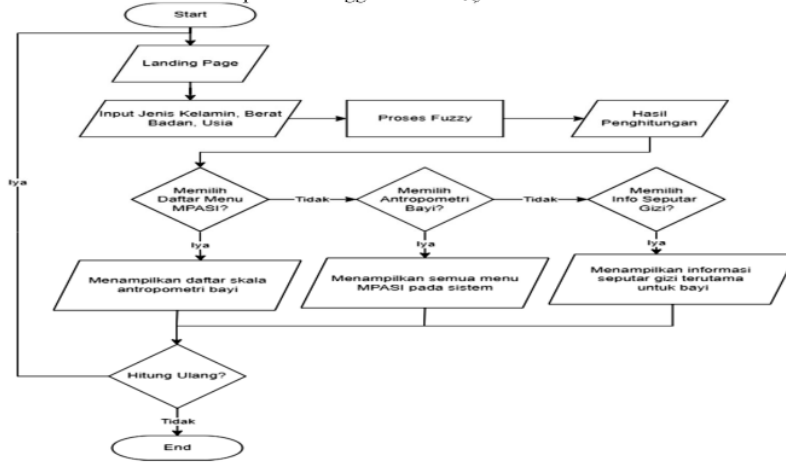 Start
Landing Page
Input Jenis Kelamin, Berat
Badan, Usia
Proses Fuzzy
Hasil
Penghitungan
Iya
Memilih
Daftar Menu
MPASI?
Tidak
Memilih
Antropometri
Bayi?
Tidak
Memilih
Info Seputar
Gizi?
Iya
Iya
Iya
Menampilkan daftar skala
antropometri bayi
Menampilkan semua menu
MPASI pada sistem
Menampilkan informasi
seputar gizi terutama
untuk bayi
Hitung Ulang?
Tidak
End